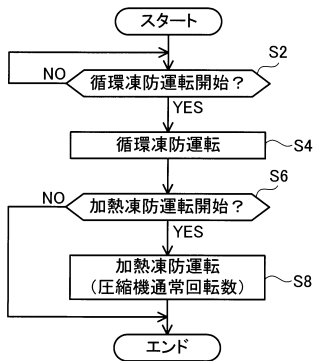 スタート
S2
NO
循環凍防運転開始？
YES
循環凍防運転
S4
S6
NO
加熱凍防運転開始？
YES
加熱凍防運転
（圧縮機通常回転数）
S8
エンド